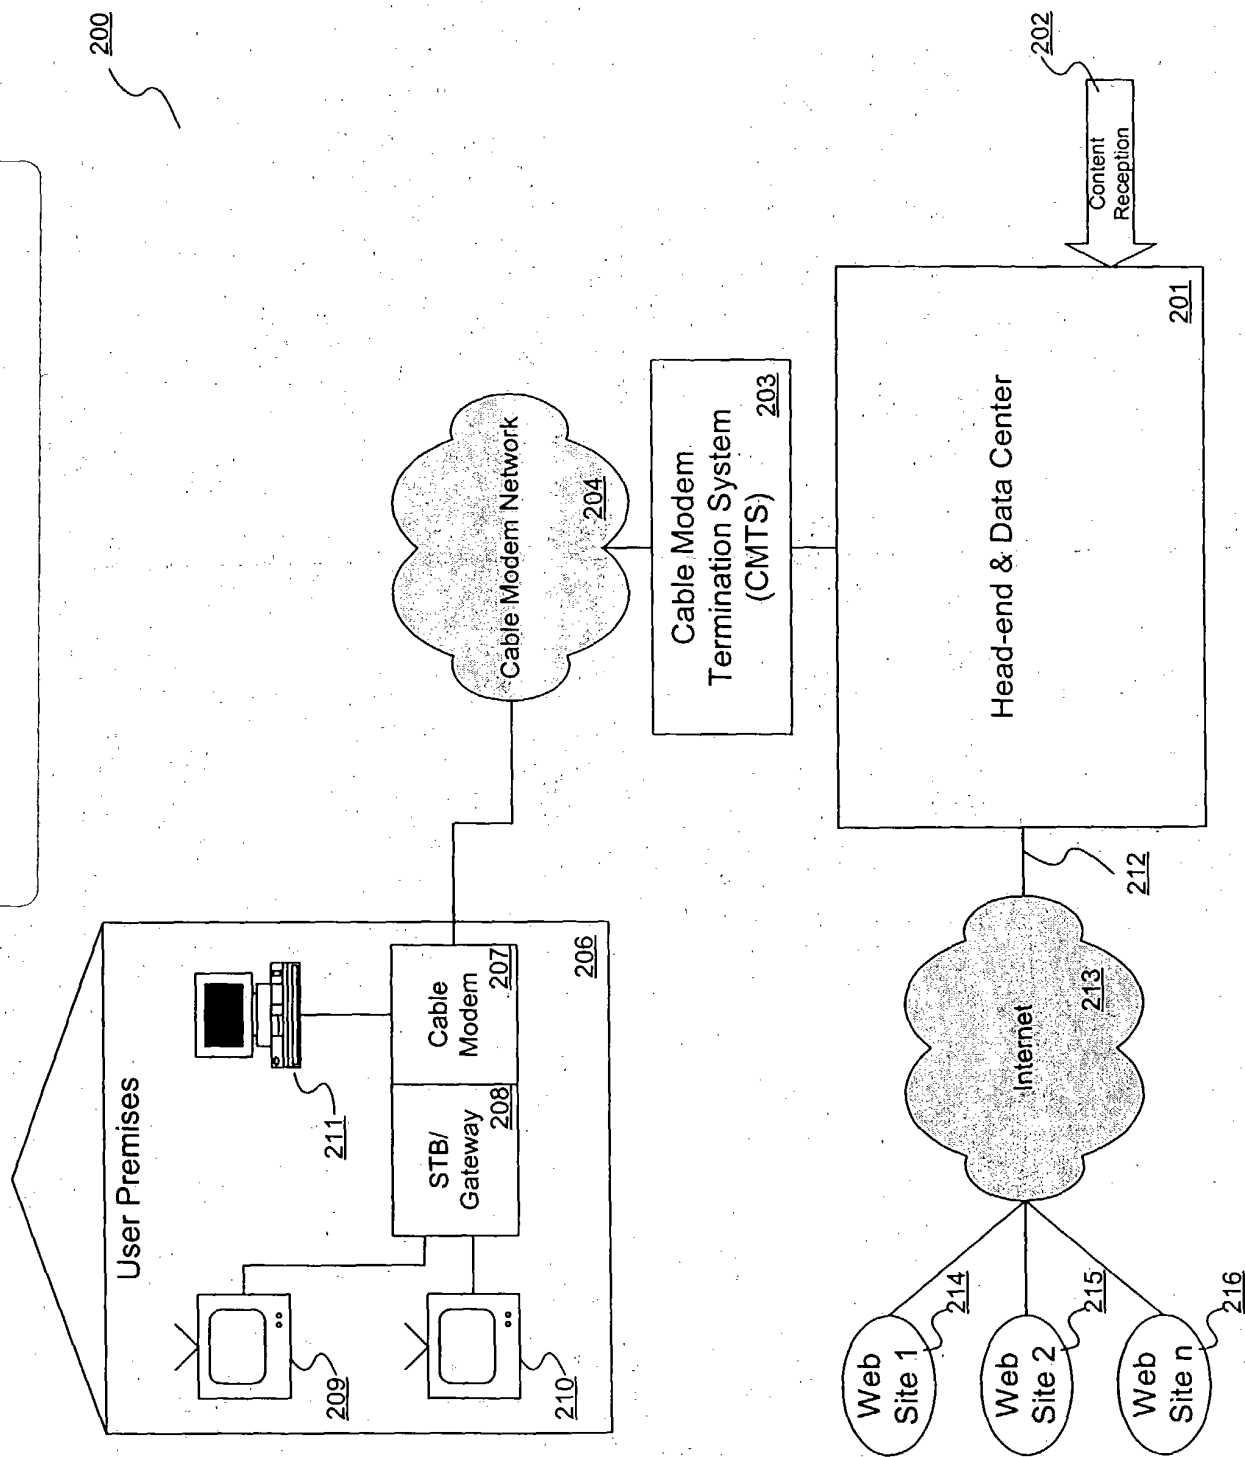 200
User Premises
211
Cable
Modem
207
STB/
Gateway
208
206
209
210
Cable Modem Network
204
Cable Modem
Termination System
(CMTS)
203
Content
Reception
202
Head-end & Data Center
201
212
Internet
213
Web
Site 1
214
Web
Site 2
215
Web
Site n
216